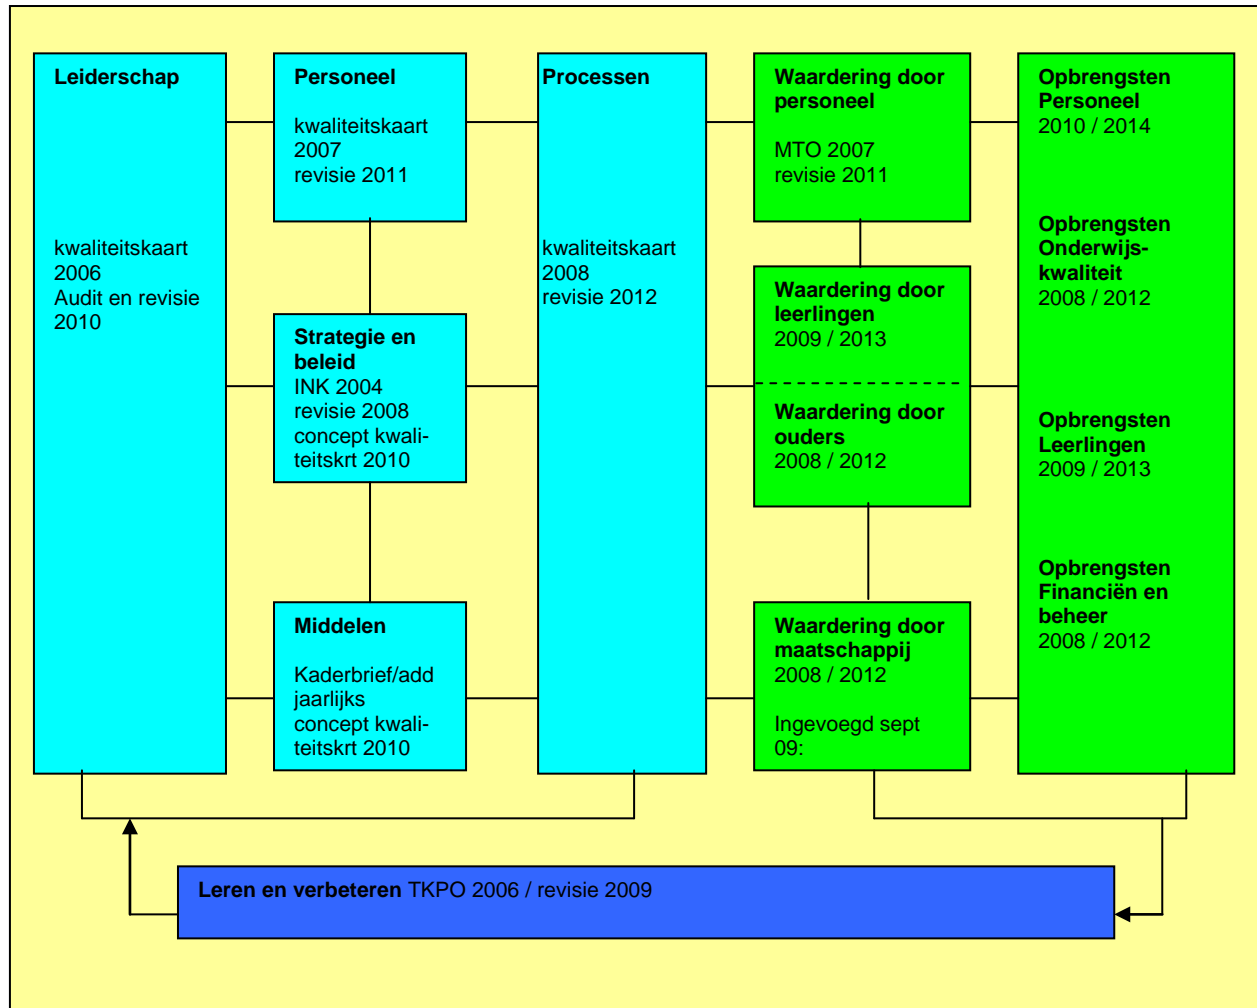 Leiderschap
kwaliteitskaart
2006
Audit en revisie
2010
Personeel
kwaliteitskaart
2007
revisie 2011
Strategie en
beleid
INK 2004
revisie 2008
concept kwali-
teitskrt 2010
Middelen
Kaderbrief/add
jaarlijks
concept kwali-
teitskrt 2010
Processen
kwaliteitskaart
2008
revisie 2012
Waardering door
personeel
MTO 2007
revisie 2011
Waardering door
leerlingen
2009 / 2013
Waardering door
ouders
2008 / 2012
Waardering door
maatschappij
2008 / 2012
Ingevoegd sept
09:
Opbrengsten
Personeel
2010 / 2014
Opbrengsten
Onderwijs-
kwaliteit
2008 / 2012
Opbrengsten
Leerlingen
2009 / 2013
Opbrengsten
Financiën en
beheer
2008 / 2012
Leren en verbeteren TKPO 2006 / revisie 2009